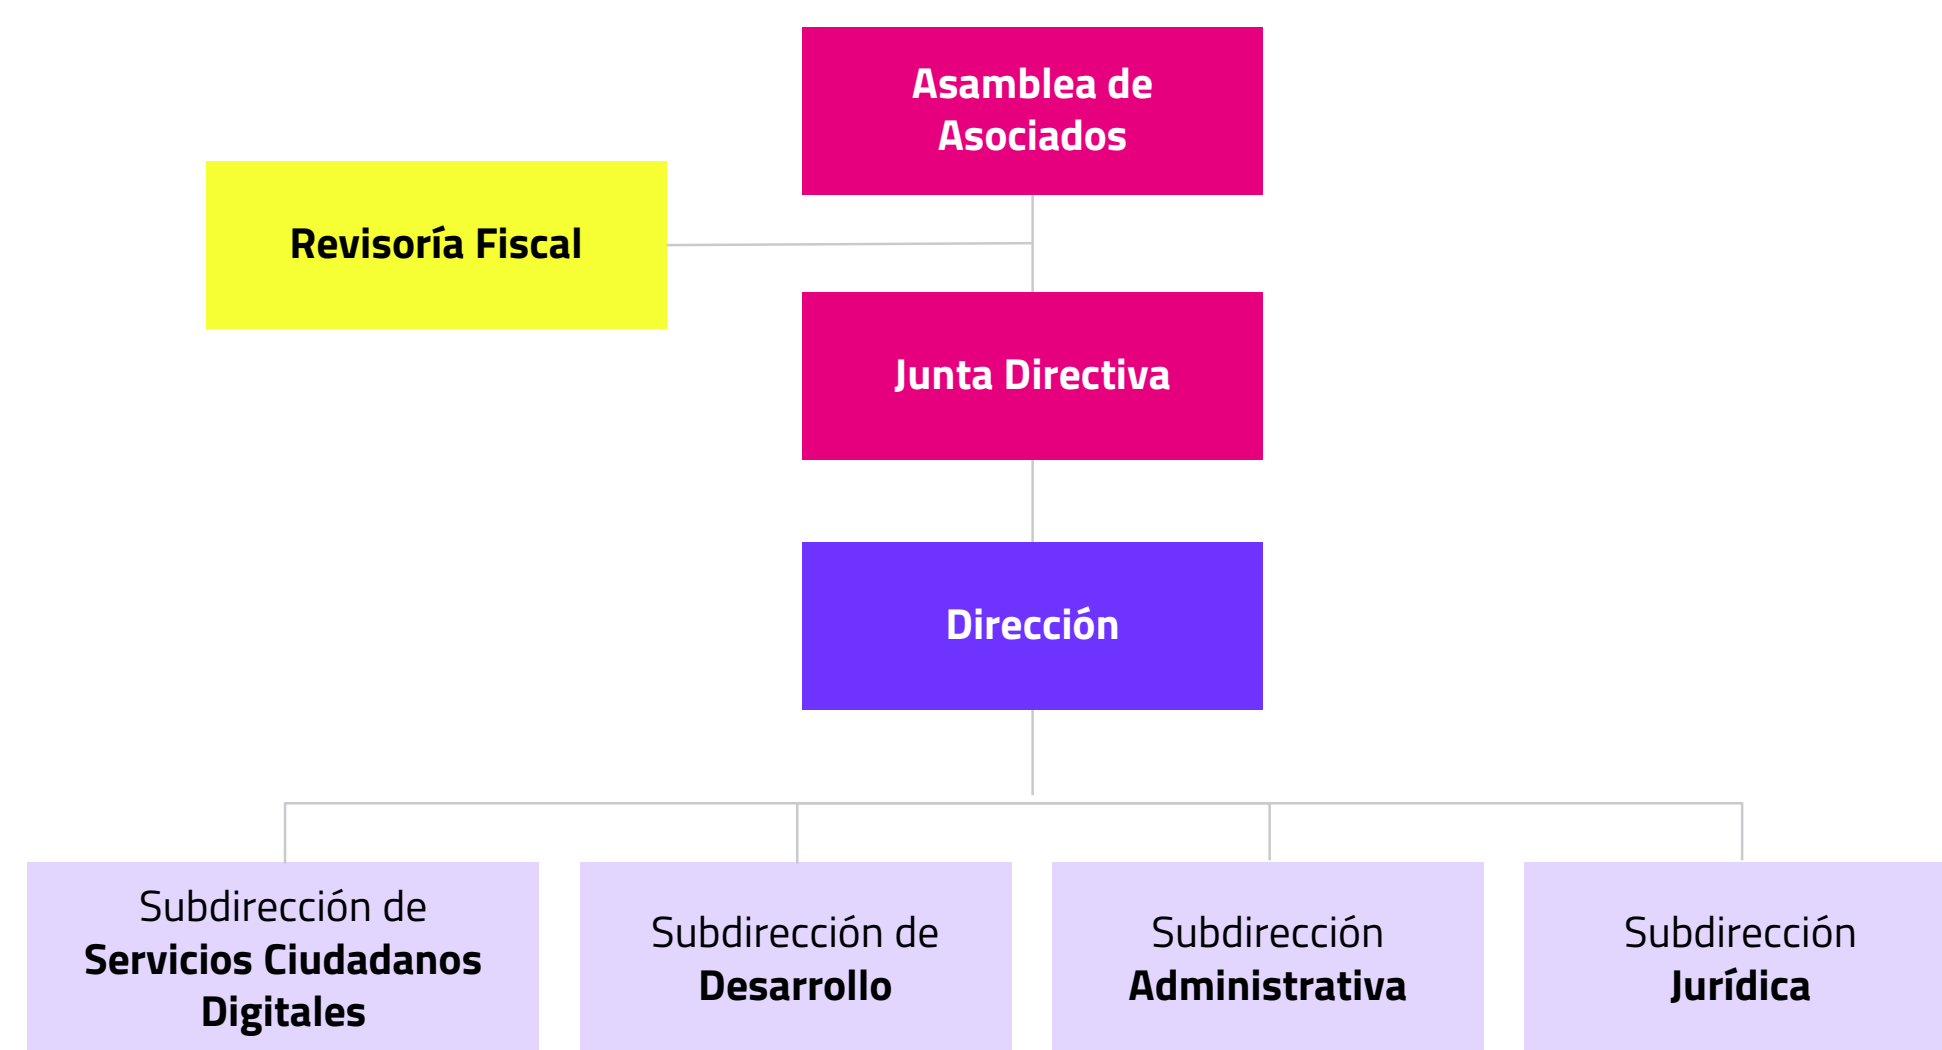 Asamblea de
Asociados
Revisoría Fiscal
Junta Directiva
Dirección
Subdirección de
Servicios Ciudadanos
Digitales
Subdirección de
Desarrollo
Subdirección
Administrativa
Subdirección
Jurídica